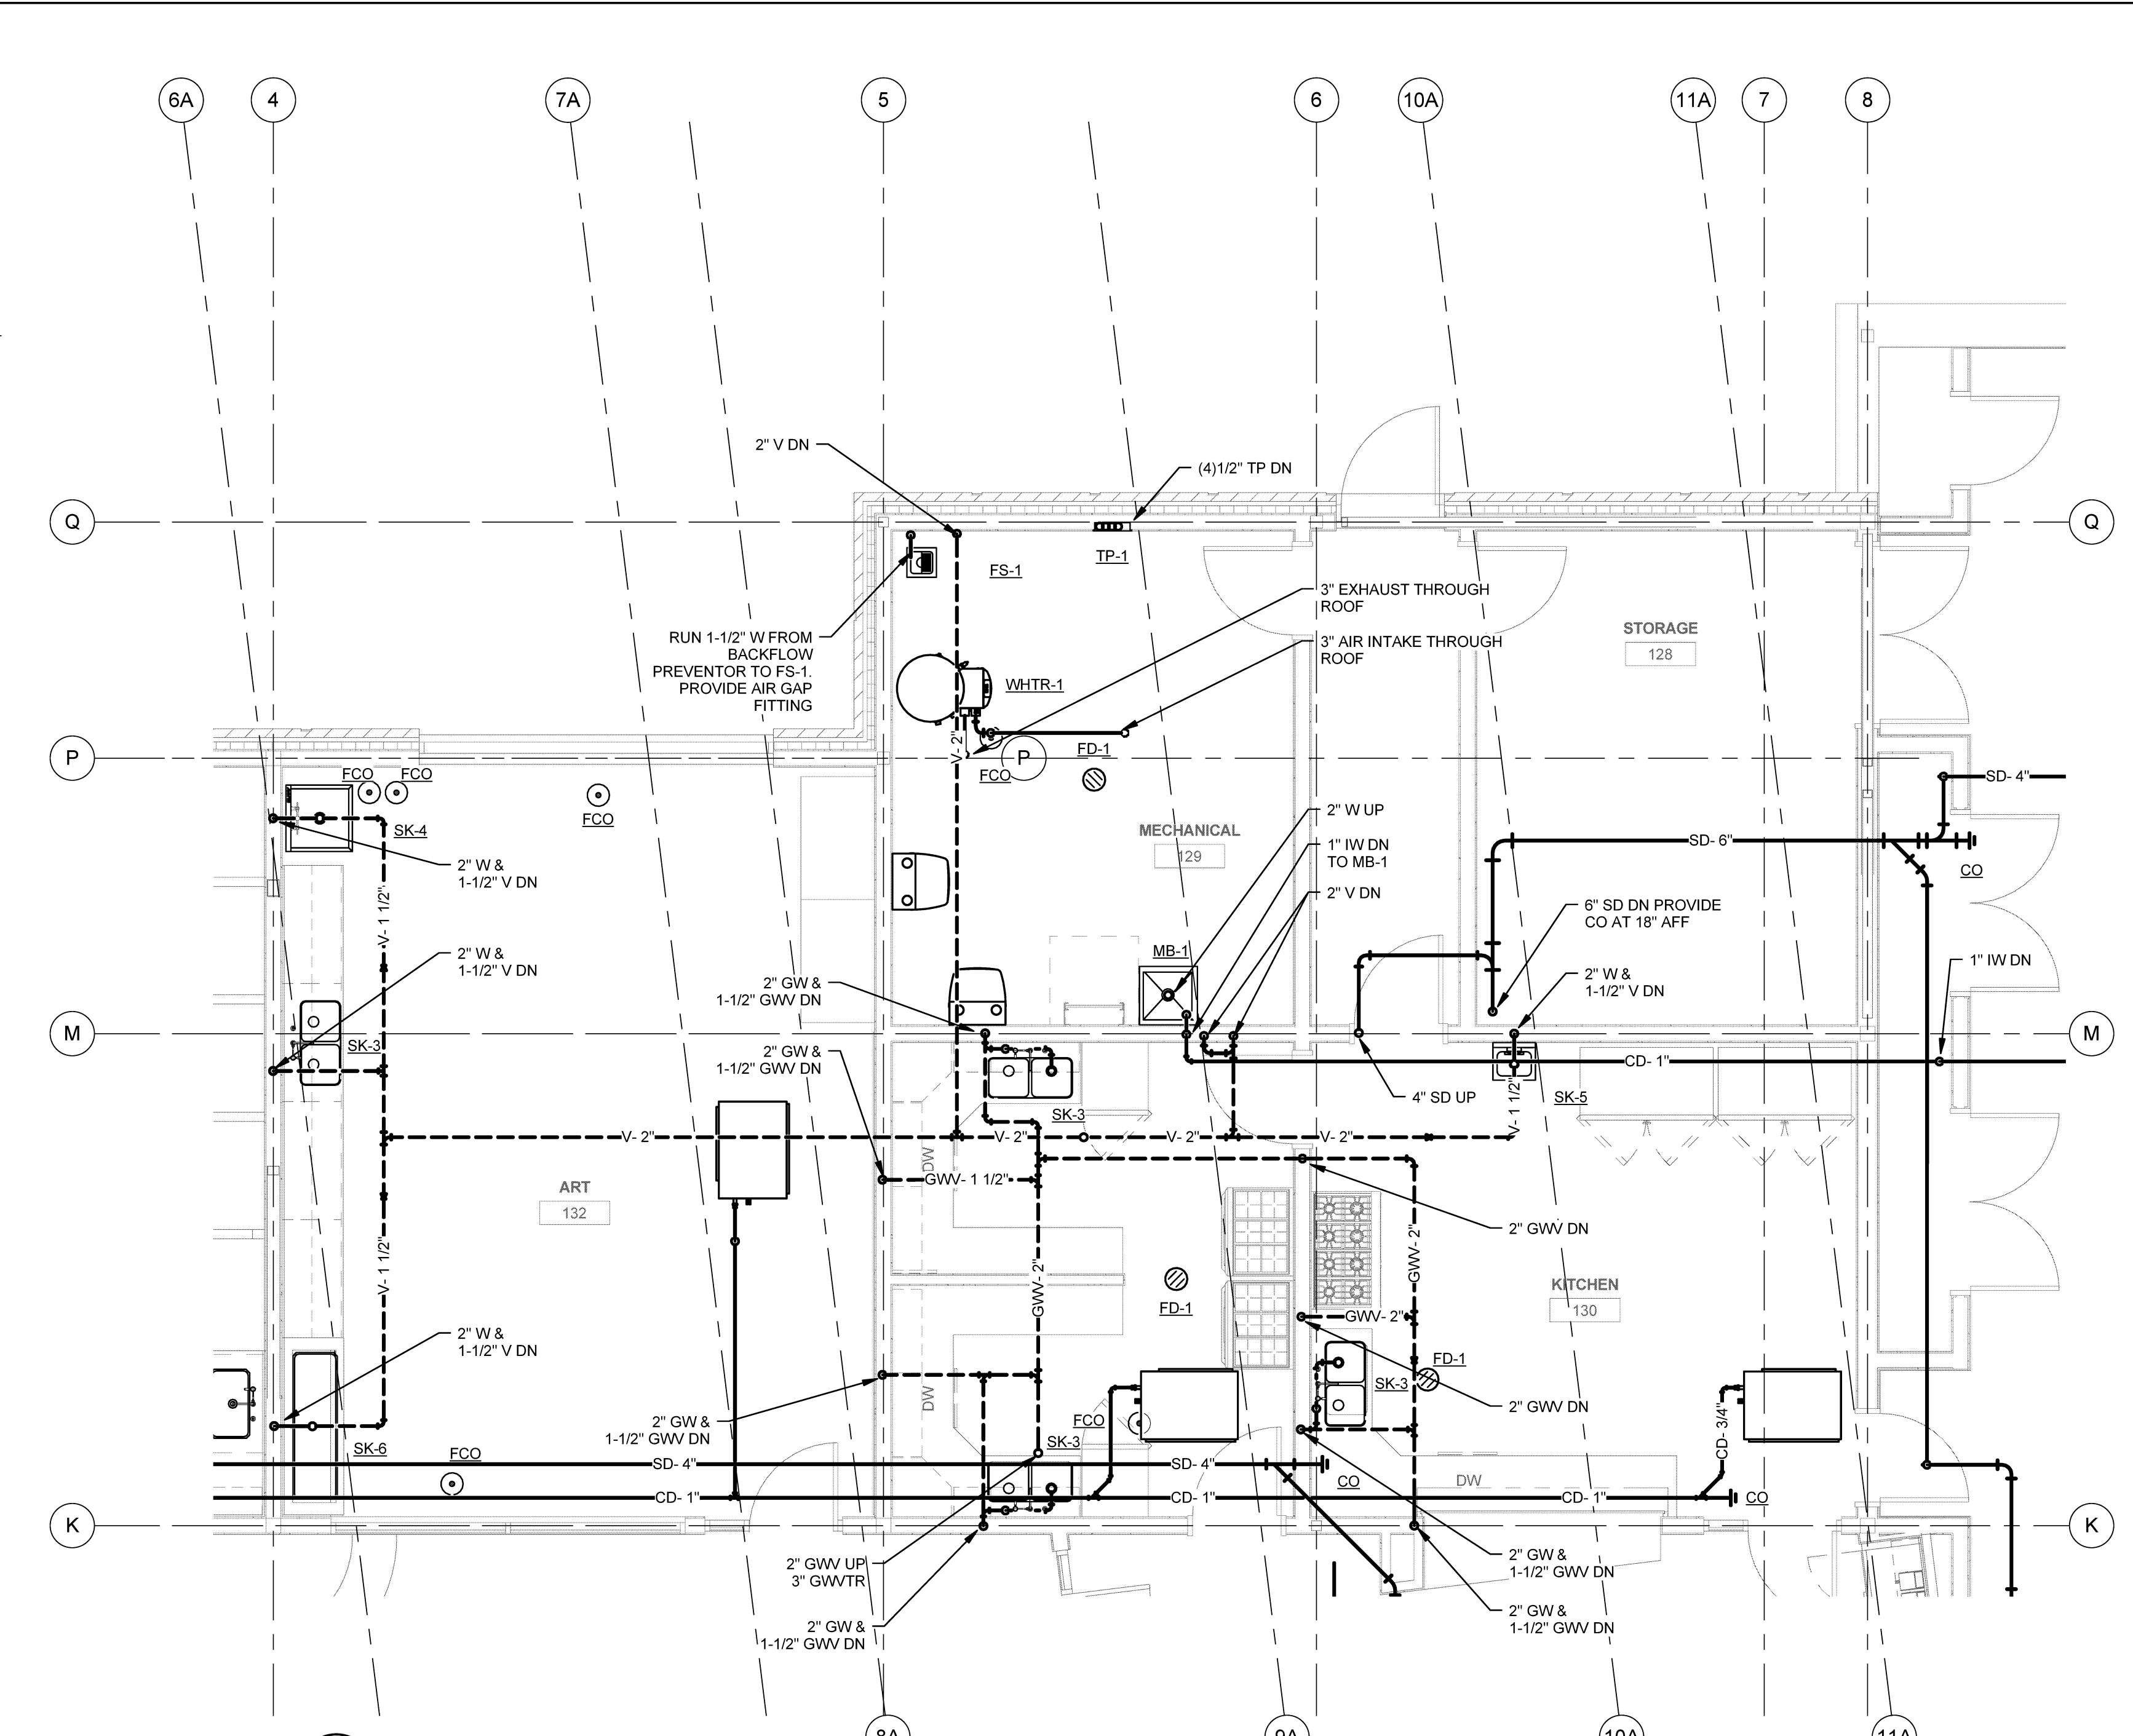 6A
4
7A
5
6
10A
11A
7
8
2" V DN
(4)1/2" TP DN
Q
Q
FS-1
TP-1
3" EXHAUST THROUGH
ROOF
RUN 1-1/2" W FROM
BACKFLOW
PREVENTOR TO FS-1.
PROVIDE AIR GAP
FITTING
3" AIR INTAKE THROUGH
ROOF
STORAGE
128
WHTR-1
V- 2"
P
P
FD-1
FCO
FCO
FCO
FCO
SD- 4"
SK-4
2" W &
1-1/2" V DN
V- 1 1/2"
MECHANICAL
129
2" W UP
1" IW DN
TO MB-1
2" V DN
SD- 6"
CO
6" SD DN PROVIDE
CO AT 18" AFF
2" W &
1-1/2" V DN
MB-1
2" GW &
1-1/2" GWV DN
2" W &
1-1/2" V DN
1" IW DN
M
M
SK-3
2" GW &
1-1/2" GWV DN
CD- 1"
4" SD UP
SK-5
V- 1 1/2"
SK-3
V- 2"
V- 2"
V- 2"
V- 2"
DW
GWV- 1 1/2"
ART
132
2" GWV DN
V- 1 1/2"
GWV- 2"
GWV- 2"
KITCHEN
130
FD-1
GWV- 2"
2" W &
1-1/2" V DN
FD-1
SK-3
2" GWV DN
DW
2" GW &
1-1/2" GWV DN
FCO
CD- 3/4"
SK-6
FCO
SK-3
SD- 4"
SD- 4"
CO
DW
CD- 1"
CD- 1"
CD- 1"
CO
K
K
2" GWV UP
3" GWVTR
2" GW &
1-1/2" GWV DN
2" GW &
1-1/2" GWV DN
2" GW &
1-1/2" GWV DN
8A
9A
10A
11A